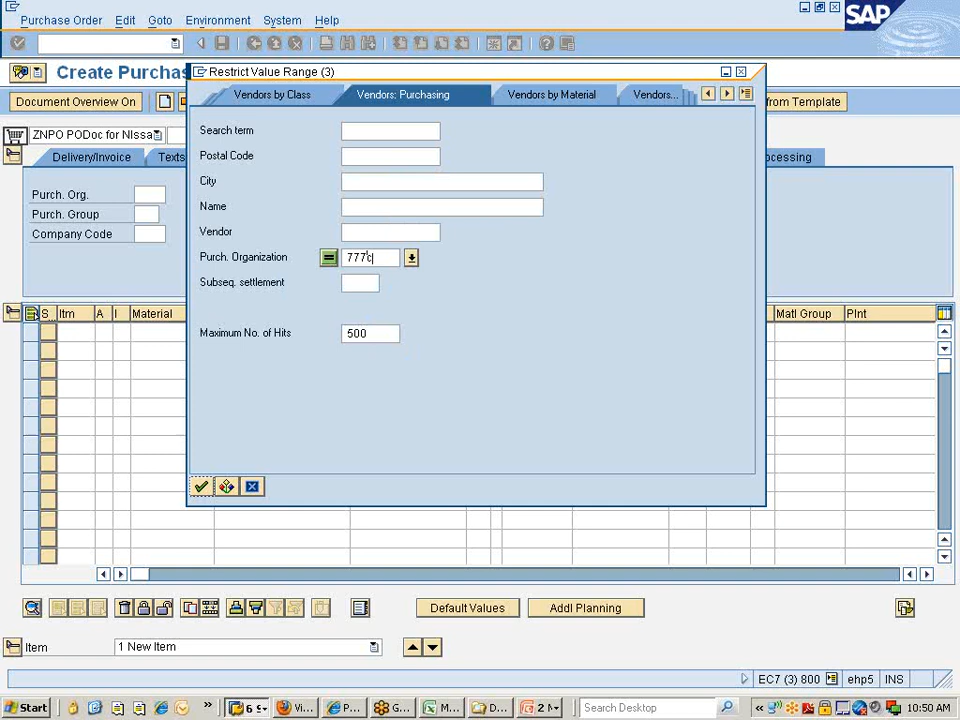 Purchase Order Edit Goto Environment System Help
SAP
Create Purchas
Restrict Value Range (3)
Document Overview On
from Template
Vendors by Class
Vendors: Purchasing
Vendors by Material
Vendors...
ZNPO PODoc for NIssa
Delivery/Invoice
Texts
ocessing
Search term
Postal Code
City
Name
Vendor
Purch. Organization 777c
Subseq. settlement
Maximum No. of Hits 500
Purch. Org.
Purch. Group
Company Code
S... Itm A I Material
Matl Group Plnt
Default Values
Addl Planning
Item 1 New Item
EC7 (3) 800 ehp5 INS
Start
»
6 S...
Vi...
P...
G...
M...
D...
2 M
Search Desktop
«
10:50 AM